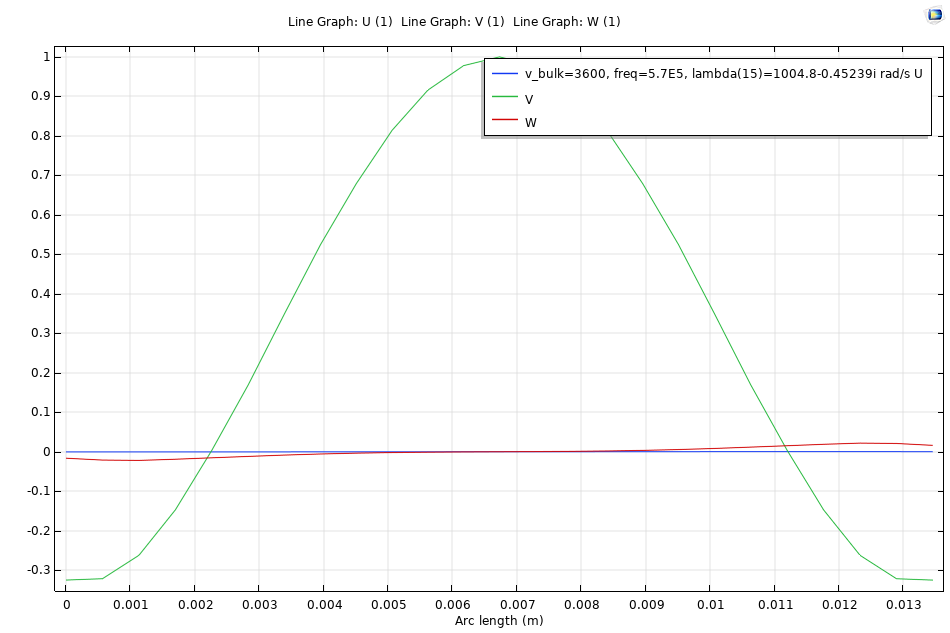 Line Graph: U (1)  Line Graph: V (1)  Line Graph: W (1)
v_bulk=3600, freq=5.7E5, lambda(15)=1004.8-0.45239i rad/s U
V
W
1
0.9
0.8
0.7
0.6
0.5
0.4
0.3
0.2
0.1
0
-0.1
-0.2
-0.3
0 0.001 0.002 0.003 0.004 0.005 0.006 0.007 0.008 0.009 0.01 0.011 0.012 0.013
Arc length (m)